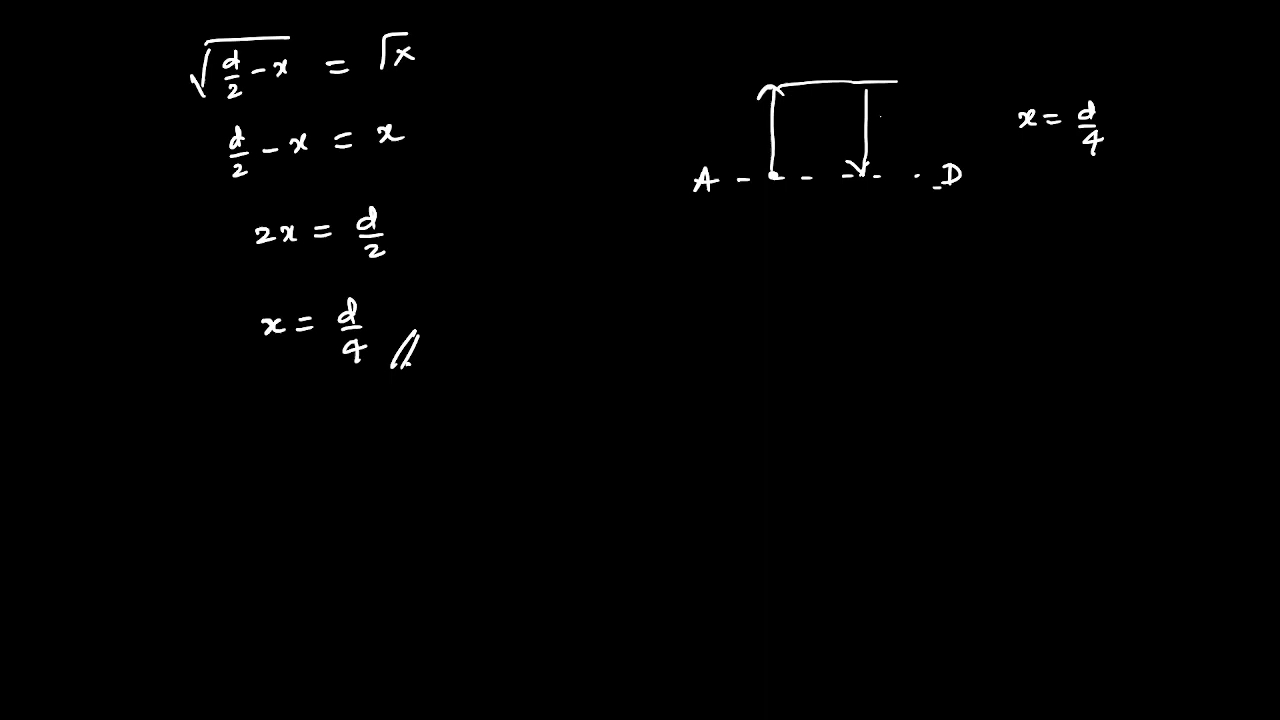 √(d/2 - x) = √x
d/2 - x = x
2x = d/2
x = d/4 //
A - - - - - . - D
x = d/4